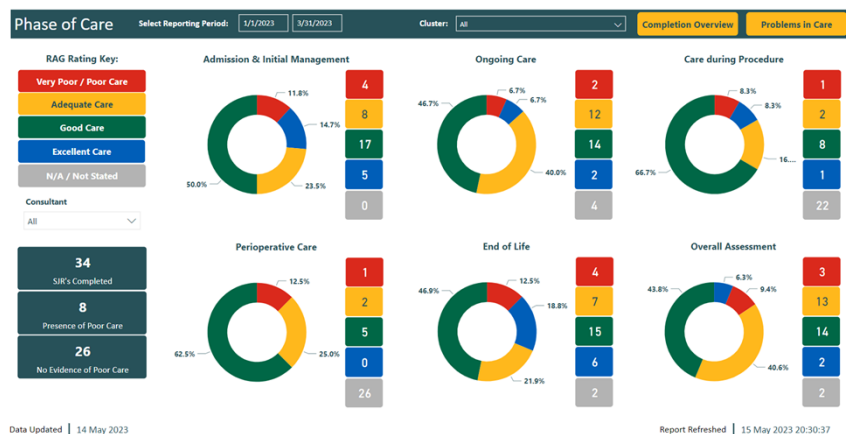 Phase of Care
Select Reporting Period: 1/1/2023 3/31/2023
Cluster: All
Completion Overview
Problems in Care
RAG Rating Key:
Very Poor / Poor Care
Adequate Care
Good Care
Excellent Care
N/A / Not Stated
Consultant
All
34
SJR's Completed
8
Presence of Poor Care
26
No Evidence of Poor Care
Admission & Initial Management
11.8%
14.7%
23.5%
50.0%
4
8
17
5
0
Ongoing Care
6.7%
6.7%
40.0%
46.7%
2
12
14
2
4
Care during Procedure
8.3%
8.3%
16....
66.7%
1
2
8
1
22
Perioperative Care
12.5%
25.0%
62.5%
1
2
5
0
26
End of Life
12.5%
18.8%
21.9%
46.9%
4
7
15
6
2
Overall Assessment
6.3%
9.4%
40.6%
43.8%
3
13
14
2
2
Data Updated | 14 May 2023
Report Refreshed | 15 May 2023 20:30:37